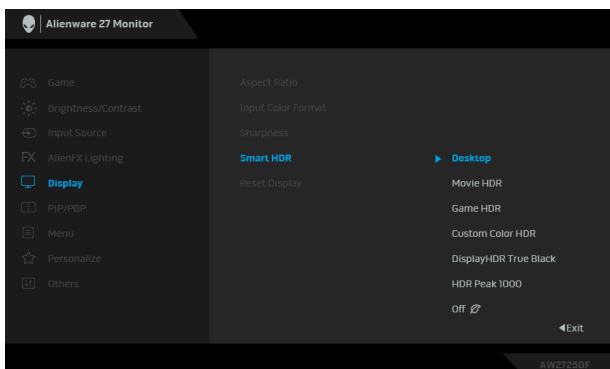 Alienware 27 Monitor
Game
Brightness/Contrast
Input Source
FX AlienFX Lighting
Display
PIP/PBP
Menu
Personalize
Others
Aspect Ratio
Input Color Format
Sharpness
Smart HDR
Reset Display
Desktop
Movie HDR
Game HDR
Custom Color HDR
DisplayHDR True Black
HDR Peak 1000
Off
Exit
AW2725DF